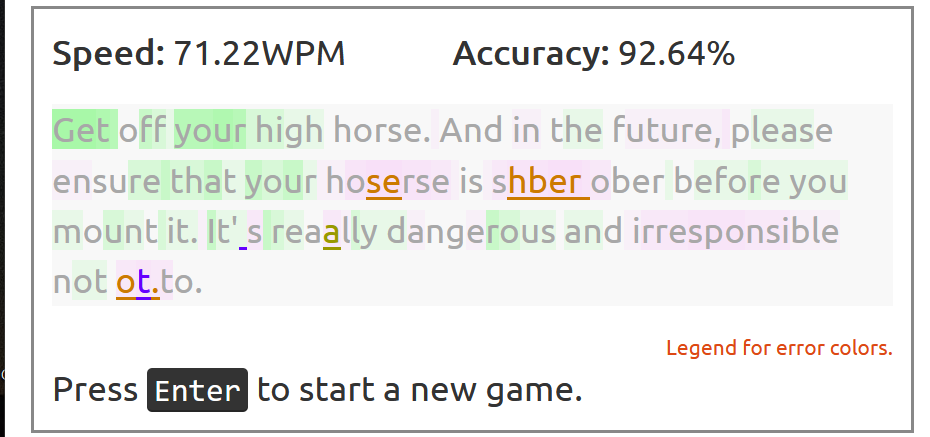 Speed: 71.22WPM Accuracy: 92.64%
Get off your high horse. And in the future, please
ensure that your hoserse is shber ober before you
mount it. It' s reaally dangerous and irresponsible
not ot.to.
Legend for error colors.
Press Enter to start a new game.